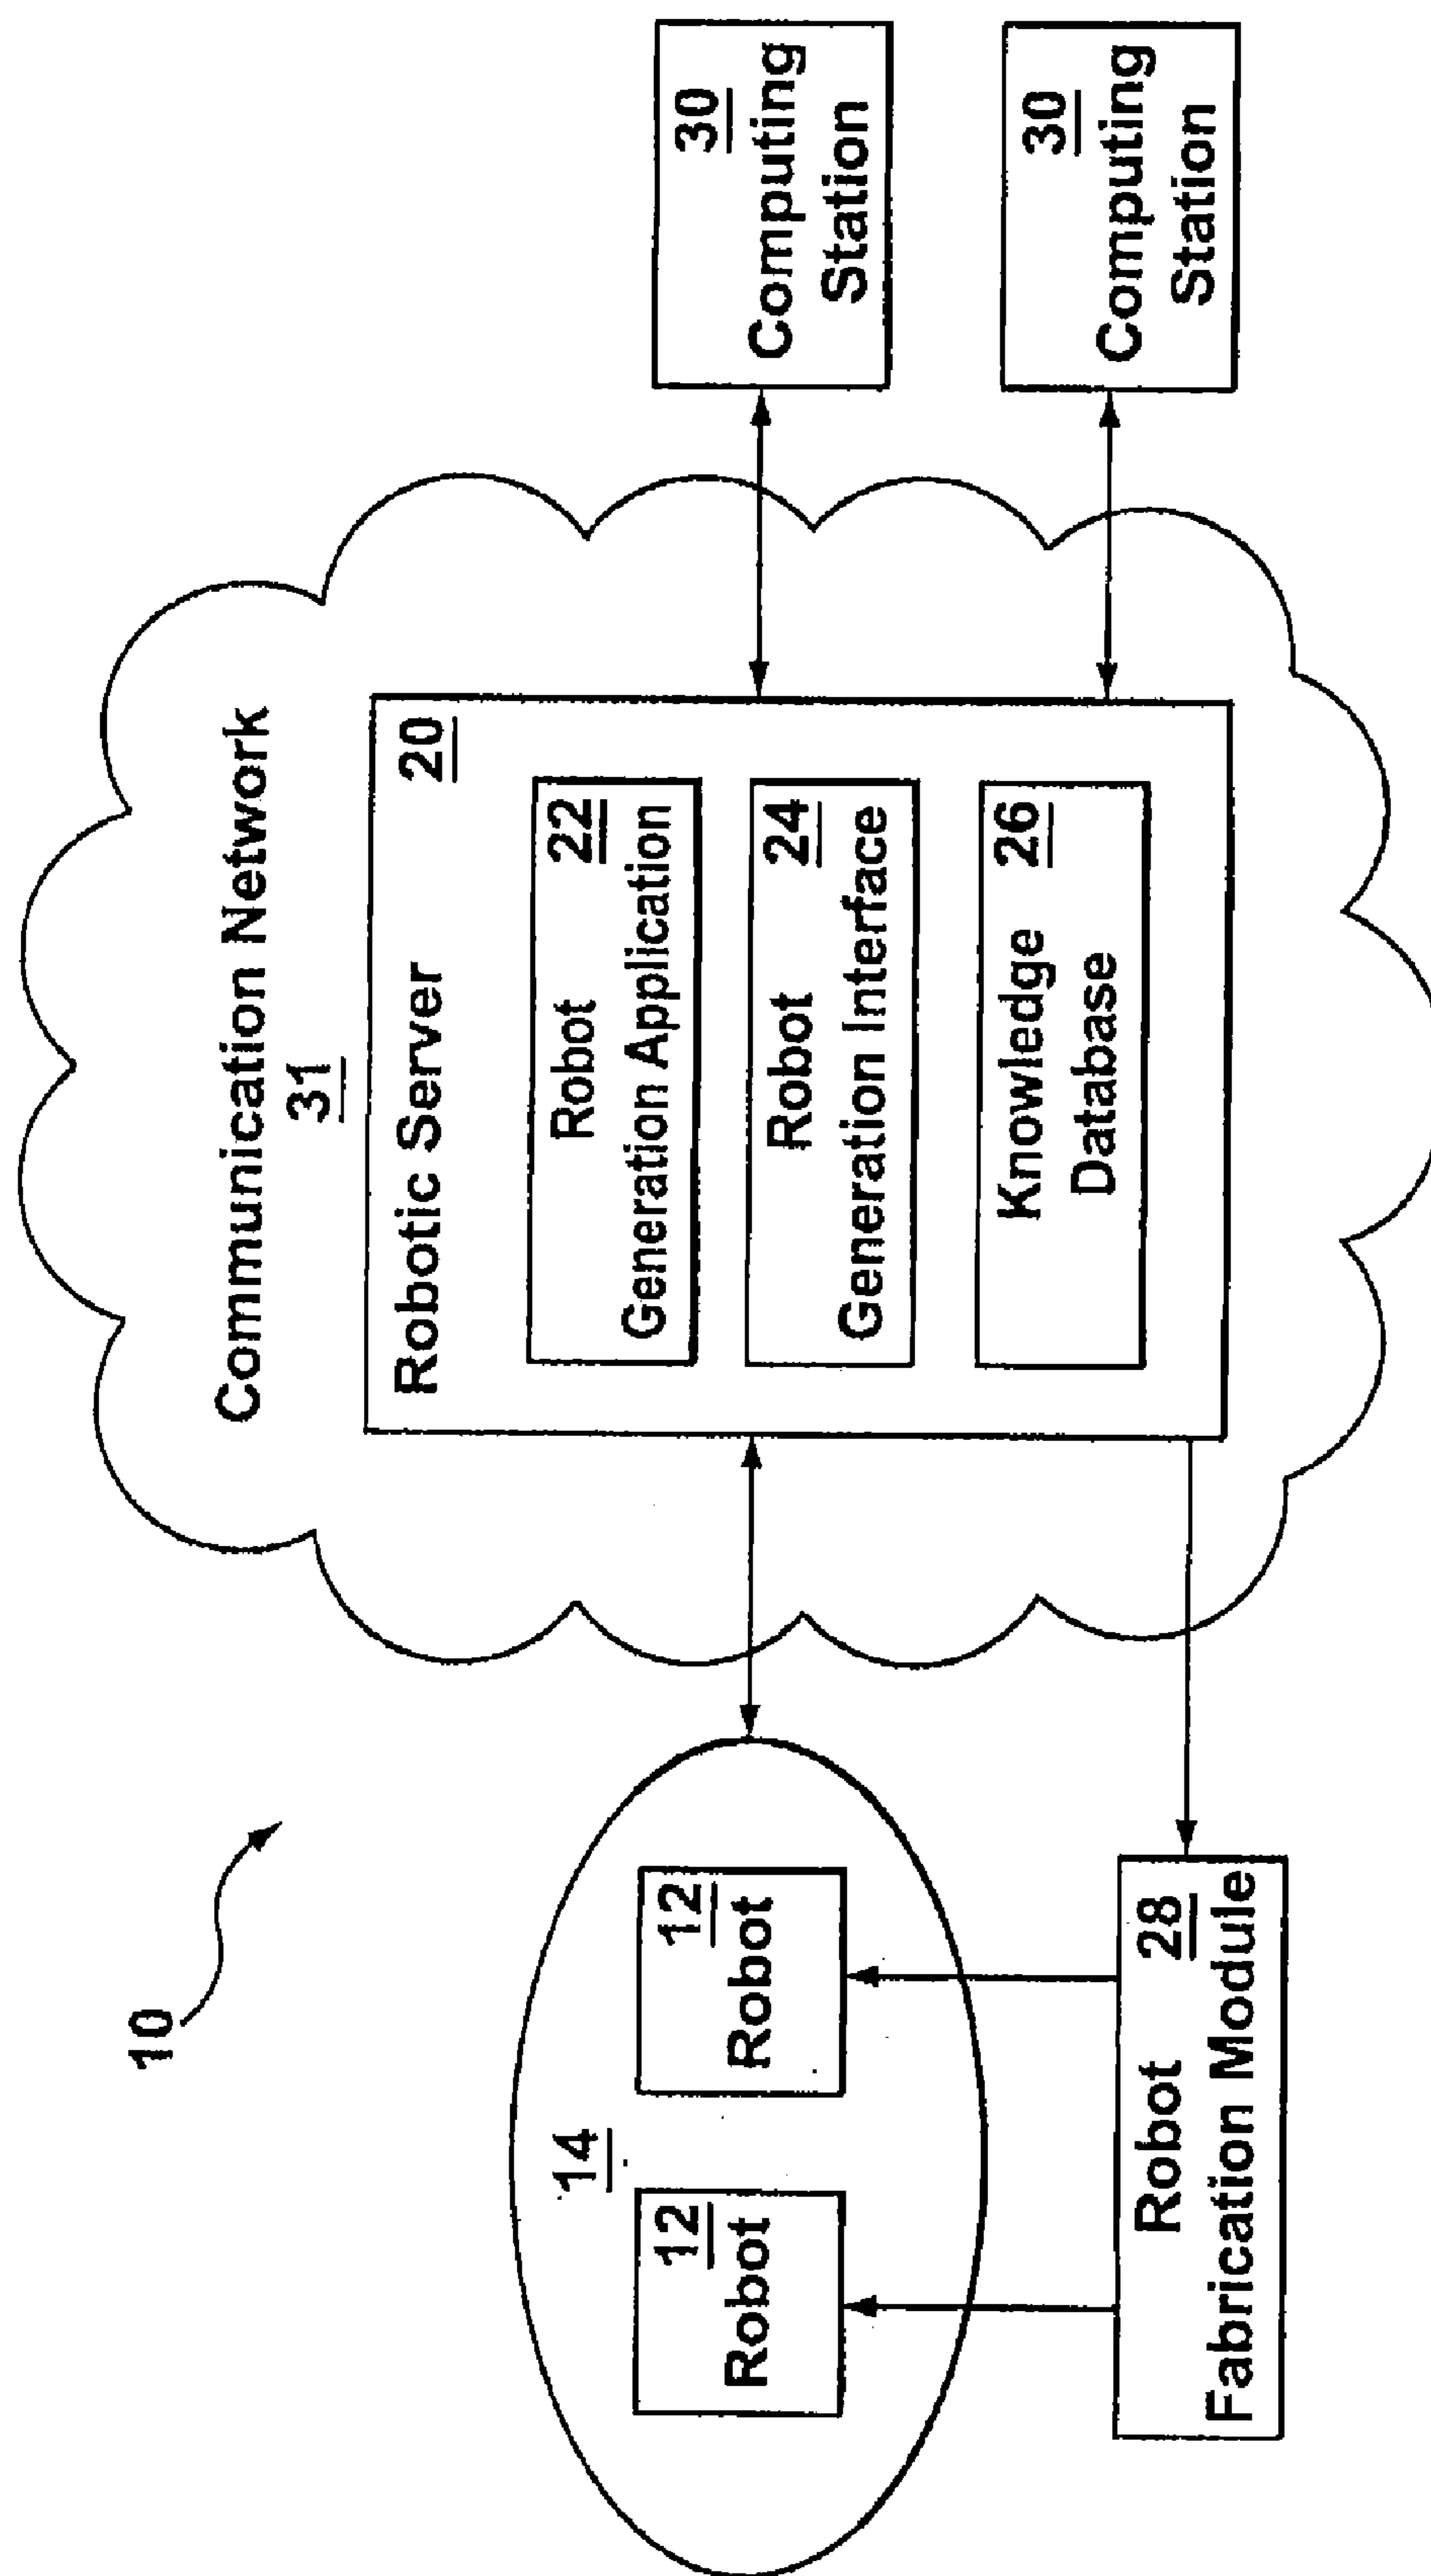 10
Communication Network
31
Robotic Server 20
22
Robot
Generation Application
24
Robot
Generation Interface
Knowledge 26
Database
14
12
Robot
12
Robot
Robot 28
Fabrication Module
30
Computing
Station
30
Computing
Station